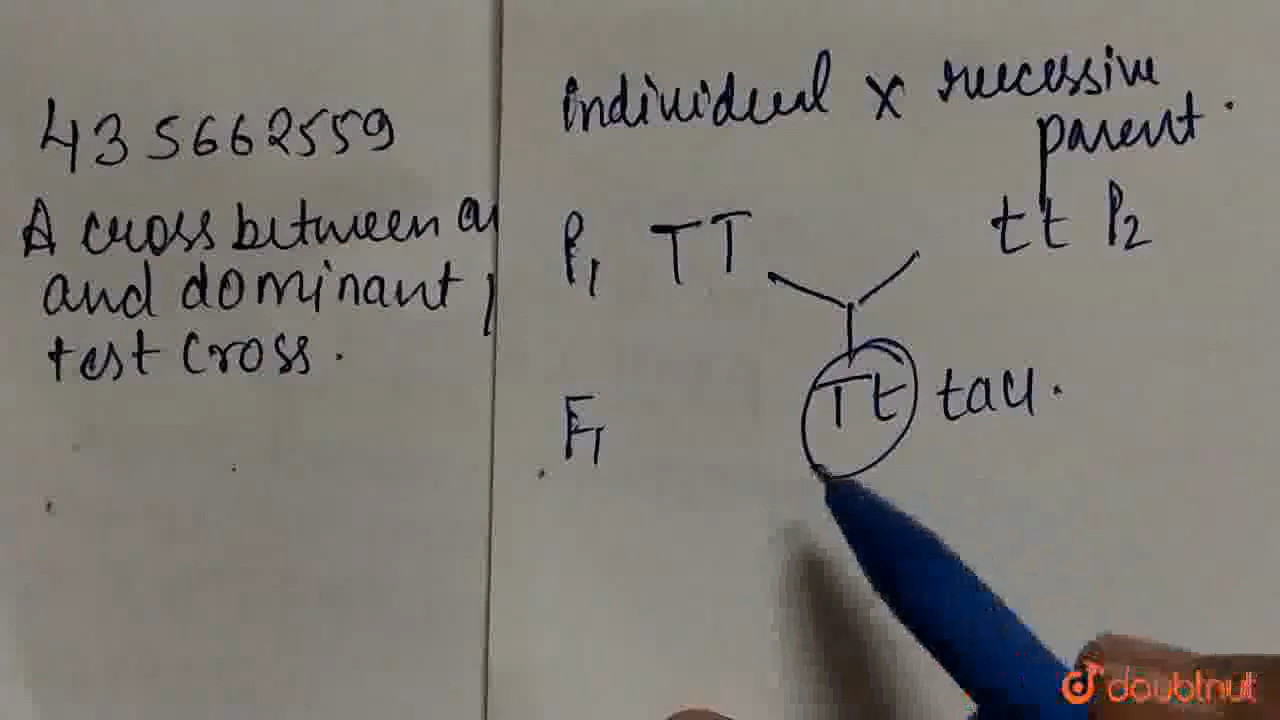 435662559
A cross between a
and dominant
test cross.
individual x recessive
parent.
P1 TT tt P2
F1 Tt tall.
doubtnut